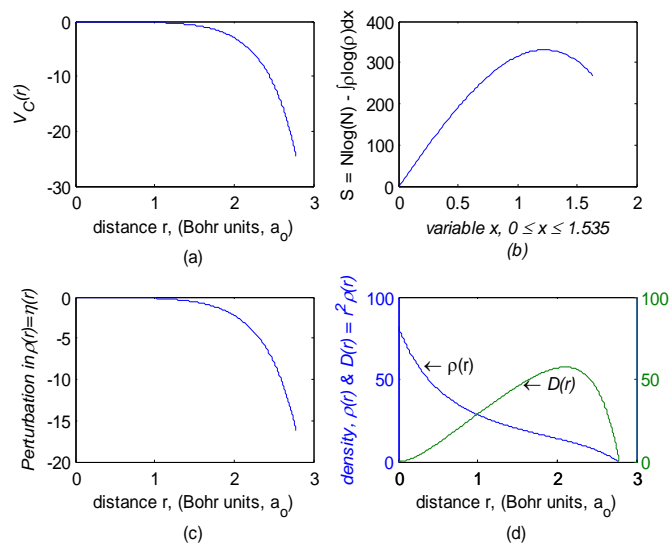 V_C(r)
0
-10
-20
-30
0 1 2 3
distance r, (Bohr units, a_o)
(a)
S = Nlog(N) - ∫ρlog(ρ)dx
400
300
200
100
0
0 0.5 1 1.5 2
variable x, 0 ≤ x ≤ 1.535
(b)
Perturbation in ρ(r)=η(r)
0
-5
-10
-15
-20
0 1 2 3
distance r, (Bohr units, a_o)
(c)
density, ρ(r) & D(r) = r² ρ(r)
100
50
0
← ρ(r)
← D(r)
100
50
0
0 1 2 3
distance r, (Bohr units, a_o)
(d)